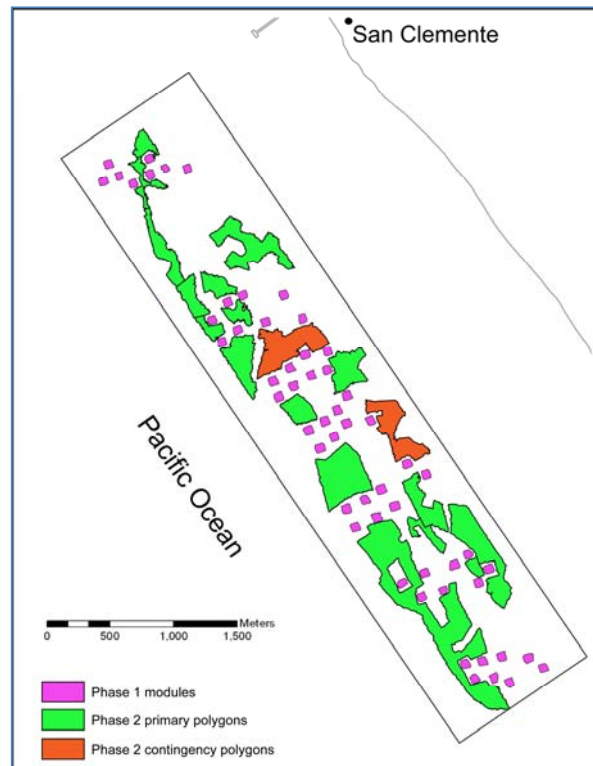 San Clemente
Pacific Ocean
Meters
0 500 1,000 1,500
Phase 1 modules
Phase 2 primary polygons
Phase 2 contingency polygons